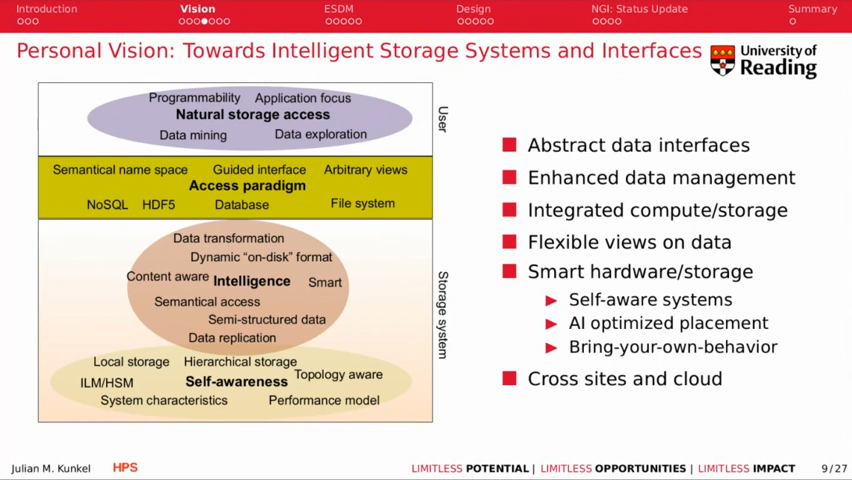 Introduction Vision ESDM Design NGI: Status Update Summary
Personal Vision: Towards Intelligent Storage Systems and Interfaces
University of
Reading
Programmability Application focus
Natural storage access
Data mining Data exploration
User
Semantical name space Guided interface Arbitrary views
Access paradigm
NoSQL HDF5 Database File system
Data transformation
Dynamic “on-disk” format
Content aware Intelligence Smart
Semantical access
Semi-structured data
Data replication
Storage system
Local storage Hierarchical storage
Topology aware
ILM/HSM Self-awareness
System characteristics Performance model
Abstract data interfaces
Enhanced data management
Integrated compute/storage
Flexible views on data
Smart hardware/storage
Self-aware systems
AI optimized placement
Bring-your-own-behavior
Cross sites and cloud
Julian M. Kunkel HPS LIMITLESS POTENTIAL | LIMITLESS OPPORTUNITIES | LIMITLESS IMPACT 9/27